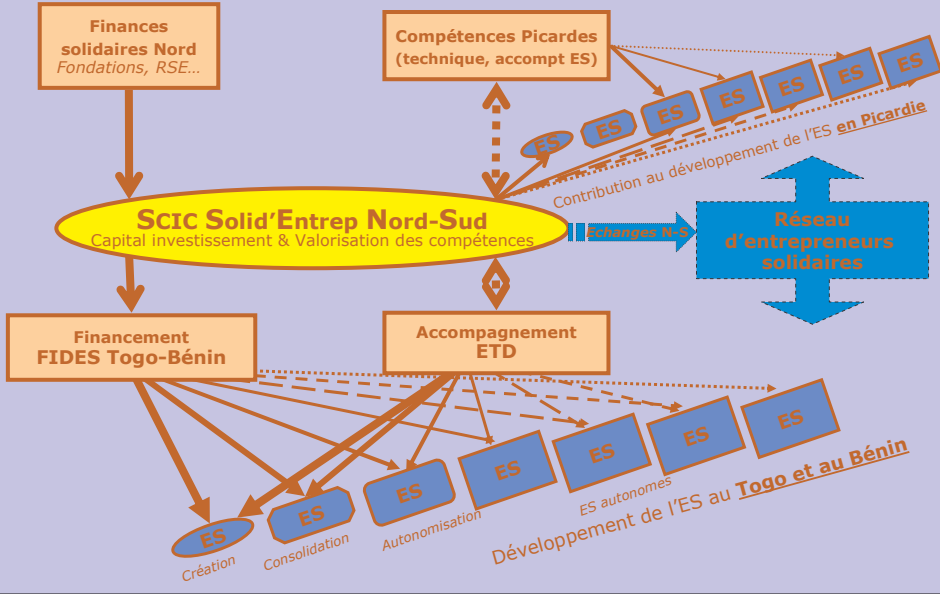 Finances
solidaires Nord
Fondations, RSE…
Compétences Picardes
(technique, accompt ES)
ES
ES
ES
ES
ES
ES
ES
Contribution au développement de l’ES en Picardie
SCIC Solid’Entrep Nord-Sud
Capital investissement & Valorisation des compétences
Echanges N-S
Réseau
d’entrepreneurs
solidaires
Financement
FIDES Togo-Bénin
Accompagnement
ETD
ES
ES
ES
ES
ES
ES
ES
Création
Consolidation
Autonomisation
ES autonomes
Développement de l’ES au Togo et au Bénin